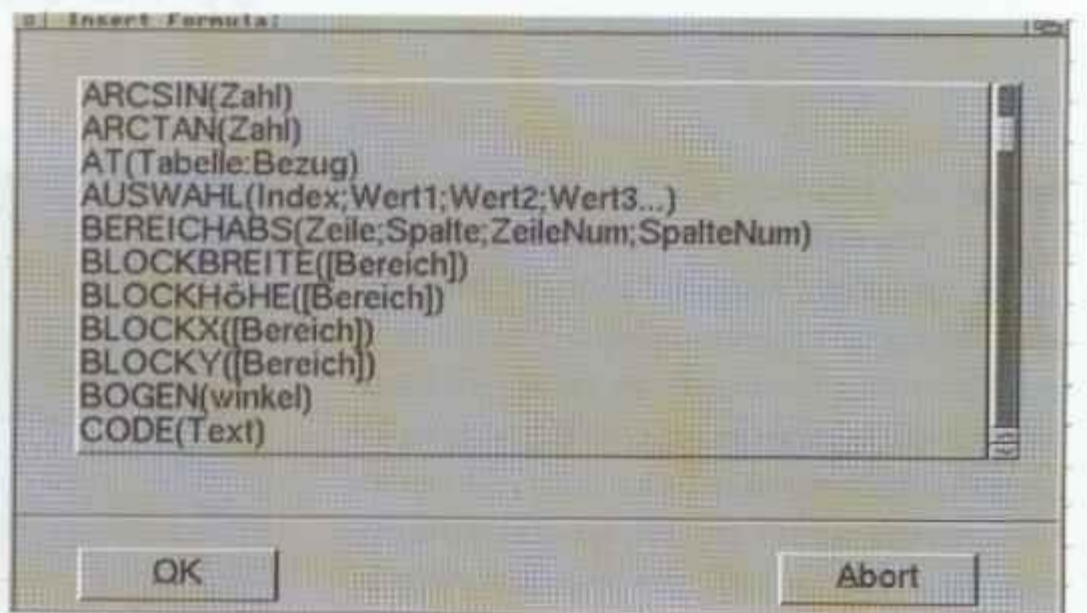 Insert Formula:
ARCSIN(Zahl)
ARCTAN(Zahl)
AT(Tabelle:Bezug)
AUSWAHL(Index;Wert1;Wert2;Wert3...)
BEREICHABS(Zeile;Spalte;ZeileNum;SpalteNum)
BLOCKBREITE([Bereich])
BLOCKHöHE([Bereich])
BLOCKX([Bereich])
BLOCKY([Bereich])
BOGEN(winkel)
CODE(Text)
OK Abort